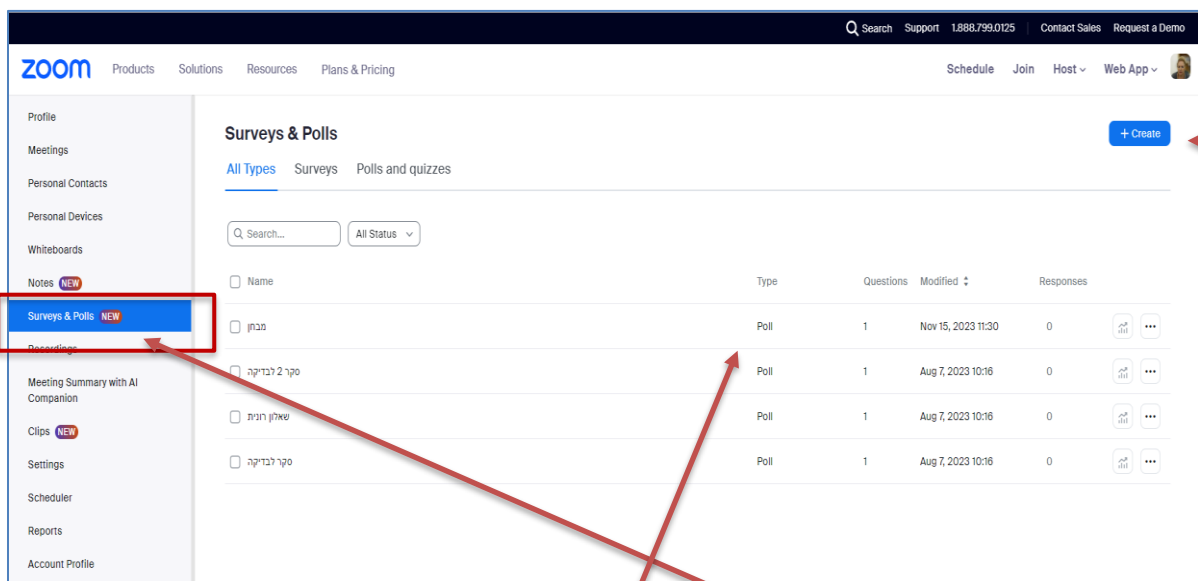 Search Support 1.888.799.0125 Contact Sales Request a Demo
zoom Products Solutions Resources Plans & Pricing Schedule Join Host Web App
Profile
Meetings
Personal Contacts
Personal Devices
Whiteboards
Notes NEW
Surveys & Polls NEW
Recordings
Meeting Summary with AI
Companion
Clips NEW
Settings
Scheduler
Reports
Account Profile
Surveys & Polls
+ Create
All Types Surveys Polls and quizzes
Search... All Status
Name Type Questions Modified Responses
מבחן Poll 1 Nov 15, 2023 11:30 0
סקר 2 לבדיקה Poll 1 Aug 7, 2023 10:16 0
שאלון רונית Poll 1 Aug 7, 2023 10:16 0
סקר לבדיקה Poll 1 Aug 7, 2023 10:16 0